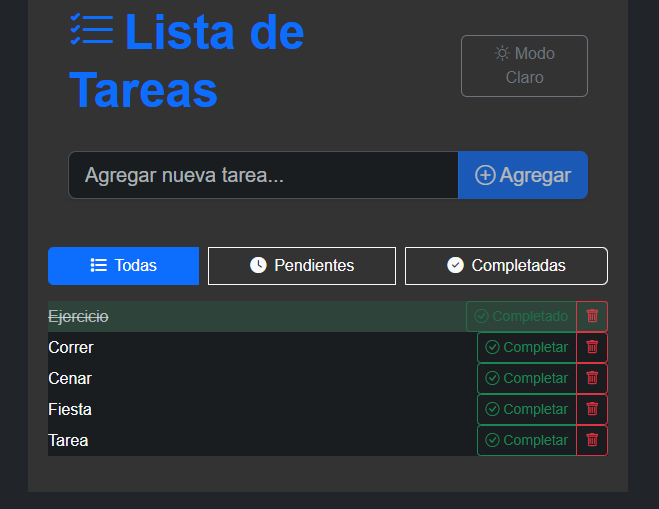 Lista de
Tareas
Modo
Claro
Agregar nueva tarea...
Agregar
Todas
Pendientes
Completadas
Ejercicio
Completado
Correr
Completar
Cenar
Completar
Fiesta
Completar
Tarea
Completar